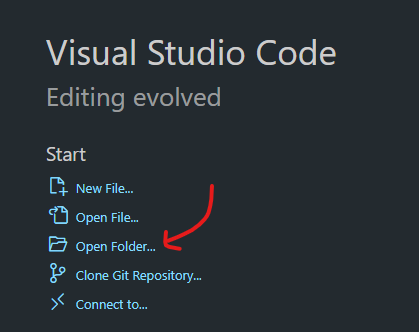 Visual Studio Code
Editing evolved
Start
New File...
Open File...
Open Folder...
Clone Git Repository...
Connect to...